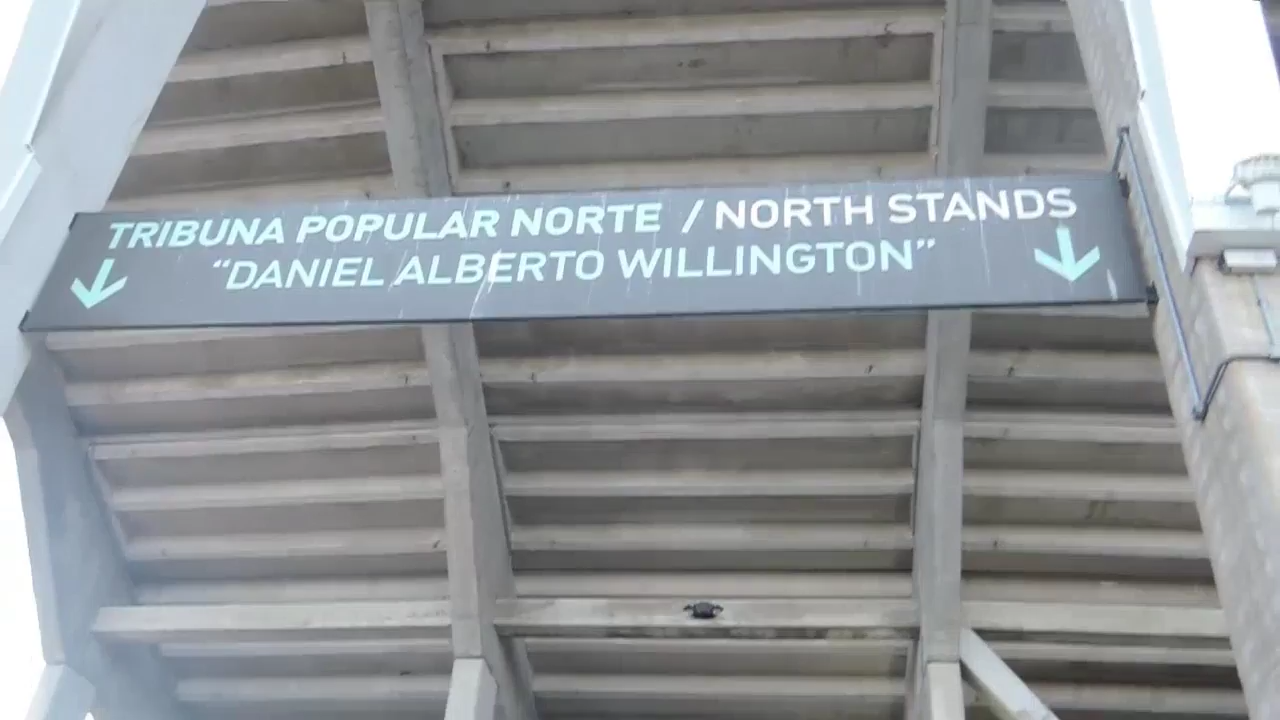 TRIBUNA POPULAR NORTE / NORTH STANDS
“DANIEL ALBERTO WILLINGTON”